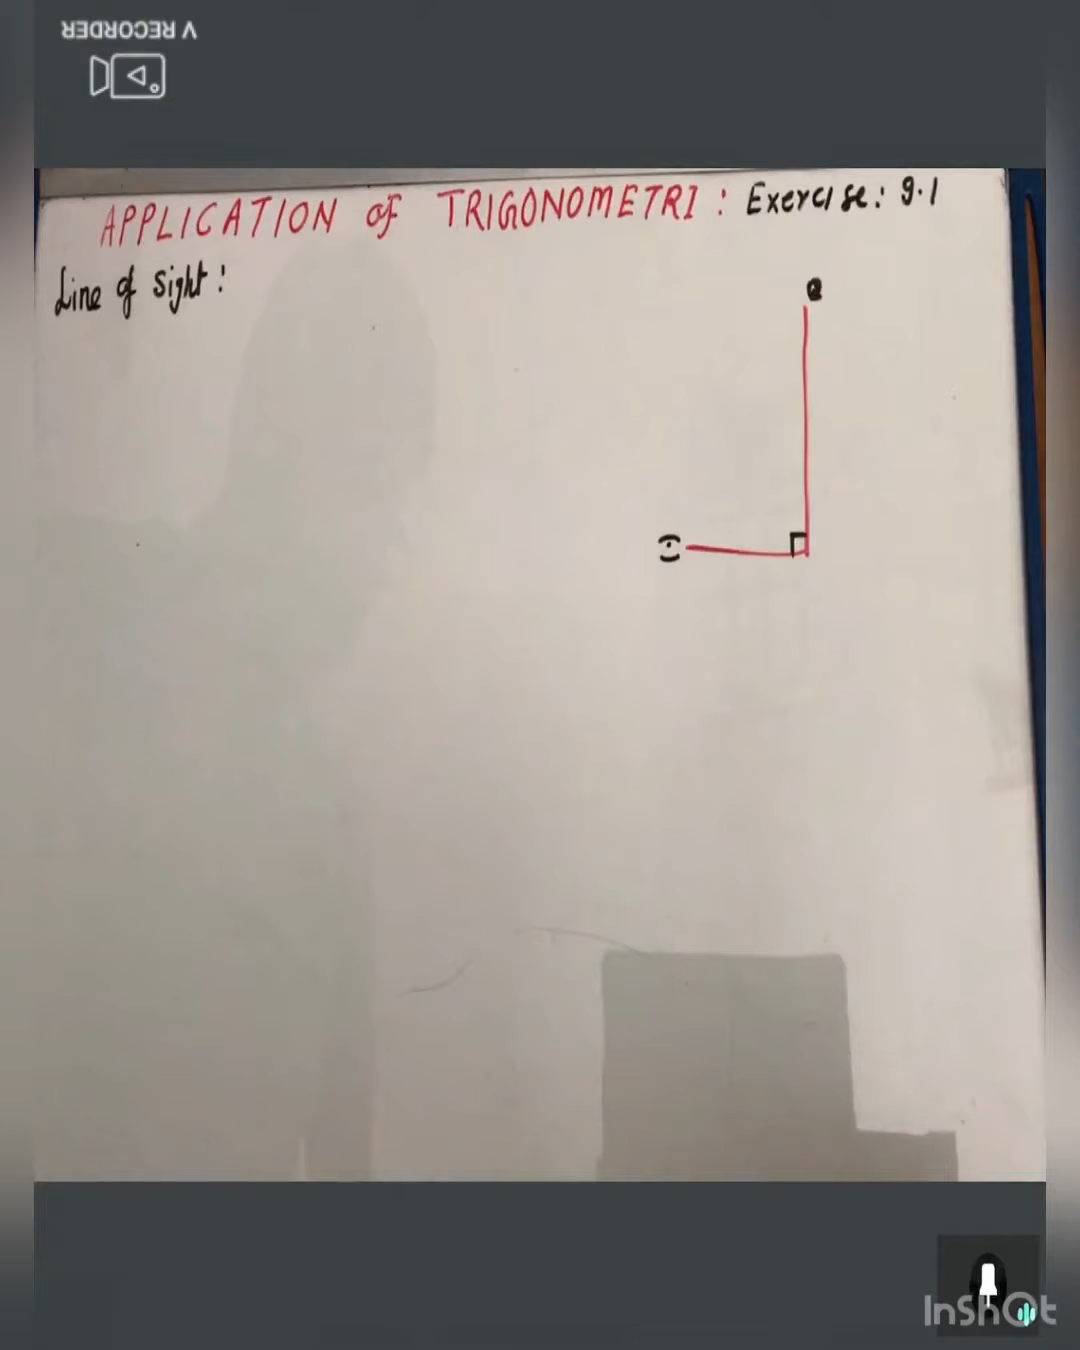 V RECORDER
APPLICATION of TRIGONOMETRI : Exercise: 9.1
Line of Sight :
InShOt